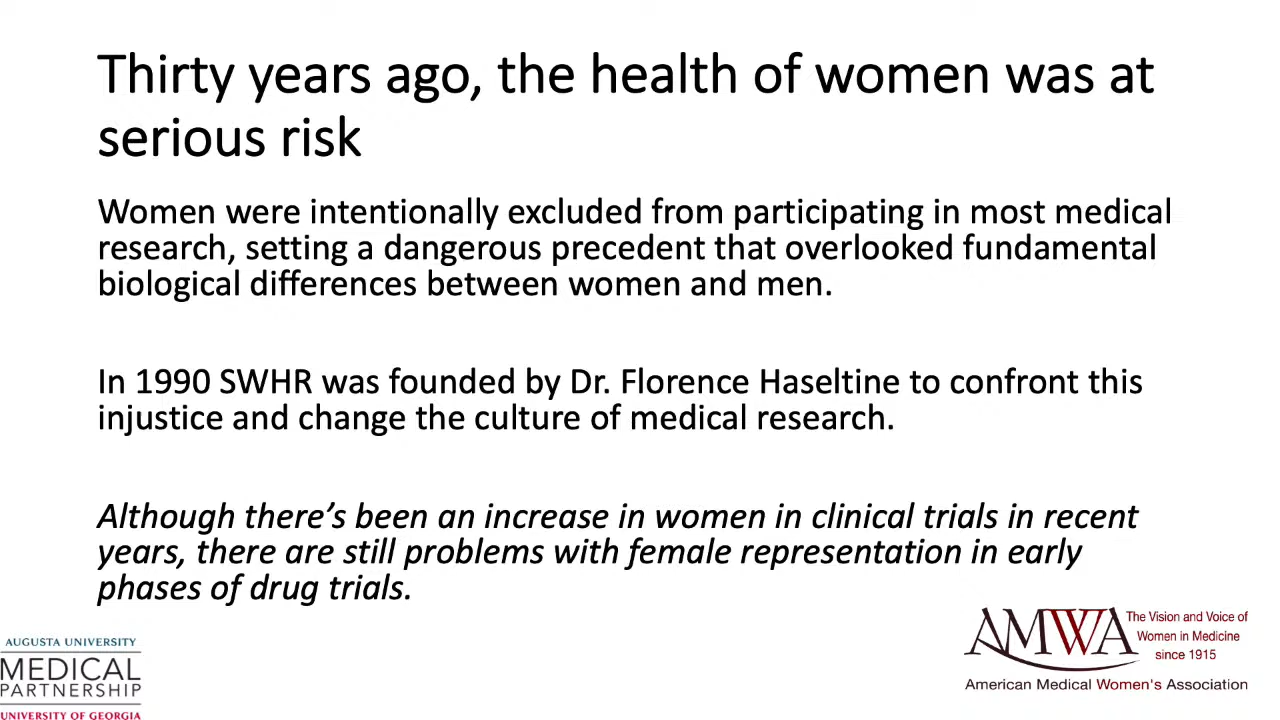 Thirty years ago, the health of women was at
serious risk
Women were intentionally excluded from participating in most medical
research, setting a dangerous precedent that overlooked fundamental
biological differences between women and men.
In 1990 SWHR was founded by Dr. Florence Haseltine to confront this
injustice and change the culture of medical research.
Although there’s been an increase in women in clinical trials in recent
years, there are still problems with female representation in early
phases of drug trials.
AUGUSTA UNIVERSITY
MEDICAL
PARTNERSHIP
UNIVERSITY OF GEORGIA
AMWA
The Vision and Voice of
Women in Medicine
since 1915
American Medical Women's Association